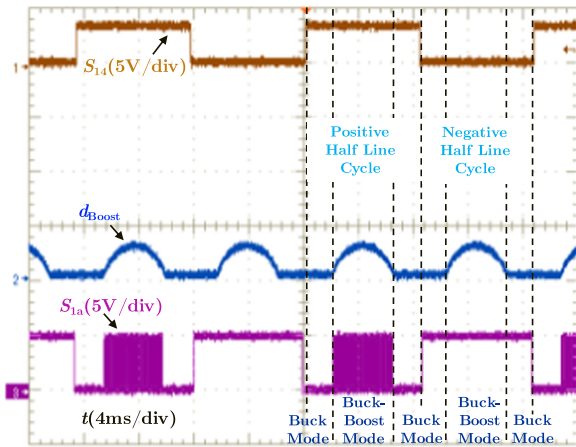 1
S14(5V/div)
Positive
Half Line
Cycle
Negative
Half Line
Cycle
dBoost
2
S1a(5V/div)
3
t(4ms/div)
Buck
Mode
Buck-
Boost
Mode
Buck
Mode
Buck-
Boost
Mode
Buck
Mode